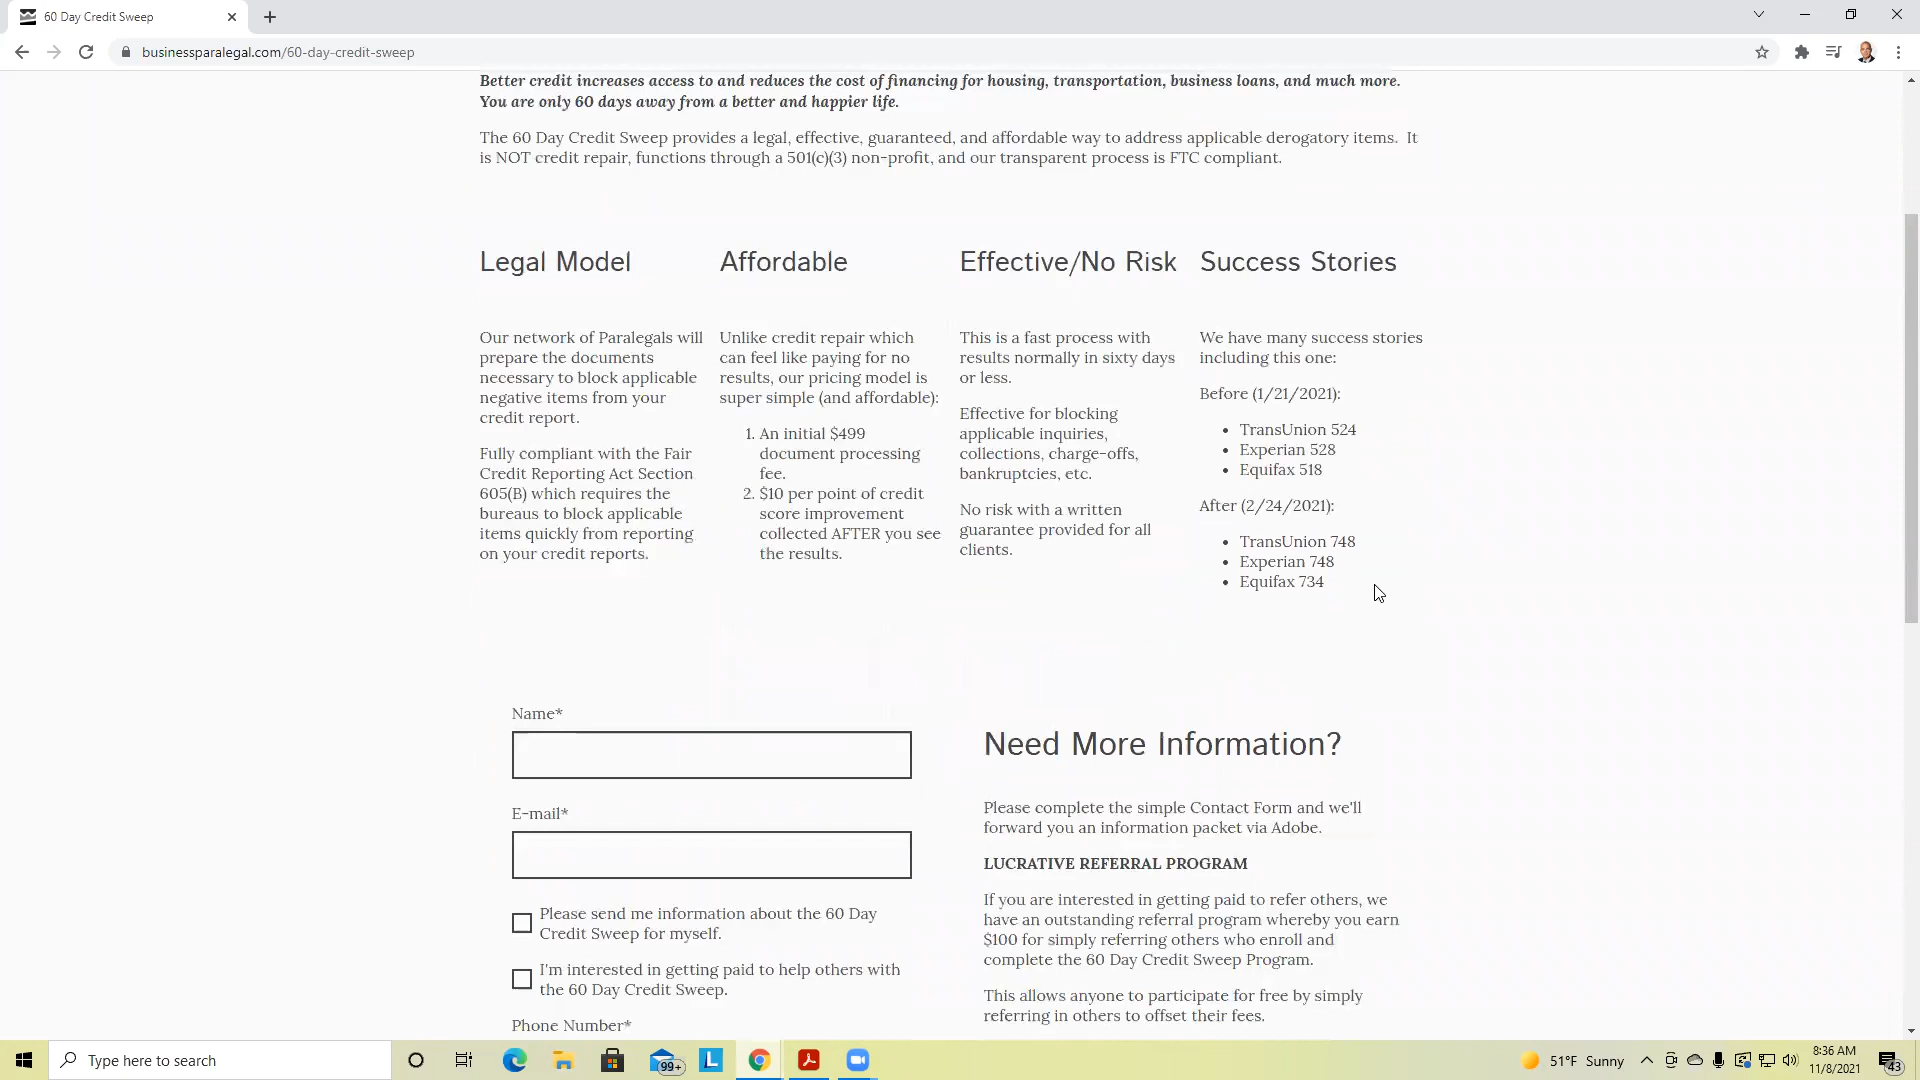 60 Day Credit Sweep
businessparalegal.com/60-day-credit-sweep
Better credit increases access to and reduces the cost of financing for housing, transportation, business loans, and much more.
You are only 60 days away from a better and happier life.
The 60 Day Credit Sweep provides a legal, effective, guaranteed, and affordable way to address applicable derogatory items.  It
is NOT credit repair, functions through a 501(c)(3) non-profit, and our transparent process is FTC compliant.
Legal Model
Our network of Paralegals will
prepare the documents
necessary to block applicable
negative items from your
credit report.
Fully compliant with the Fair
Credit Reporting Act Section
605(B) which requires the
bureaus to block applicable
items quickly from reporting
on your credit reports.
Affordable
Unlike credit repair which
can feel like paying for no
results, our pricing model is
super simple (and affordable):
1. An initial $499
document processing
fee.
2. $10 per point of credit
score improvement
collected AFTER you see
the results.
Effective/No Risk
This is a fast process with
results normally in sixty days
or less.
Effective for blocking
applicable inquiries,
collections, charge-offs,
bankruptcies, etc.
No risk with a written
guarantee provided for all
clients.
Success Stories
We have many success stories
including this one:
Before (1/21/2021):
• TransUnion 524
• Experian 528
• Equifax 518
After (2/24/2021):
• TransUnion 748
• Experian 748
• Equifax 734
Name*
E-mail*
Please send me information about the 60 Day
Credit Sweep for myself.
I'm interested in getting paid to help others with
the 60 Day Credit Sweep.
Phone Number*
Need More Information?
Please complete the simple Contact Form and we'll
forward you an information packet via Adobe.
LUCRATIVE REFERRAL PROGRAM
If you are interested in getting paid to refer others, we
have an outstanding referral program whereby you earn
$100 for simply referring others who enroll and
complete the 60 Day Credit Sweep Program.
This allows anyone to participate for free by simply
referring in others to offset their fees.
Type here to search
99+
L
51°F Sunny
8:36 AM
11/8/2021
43